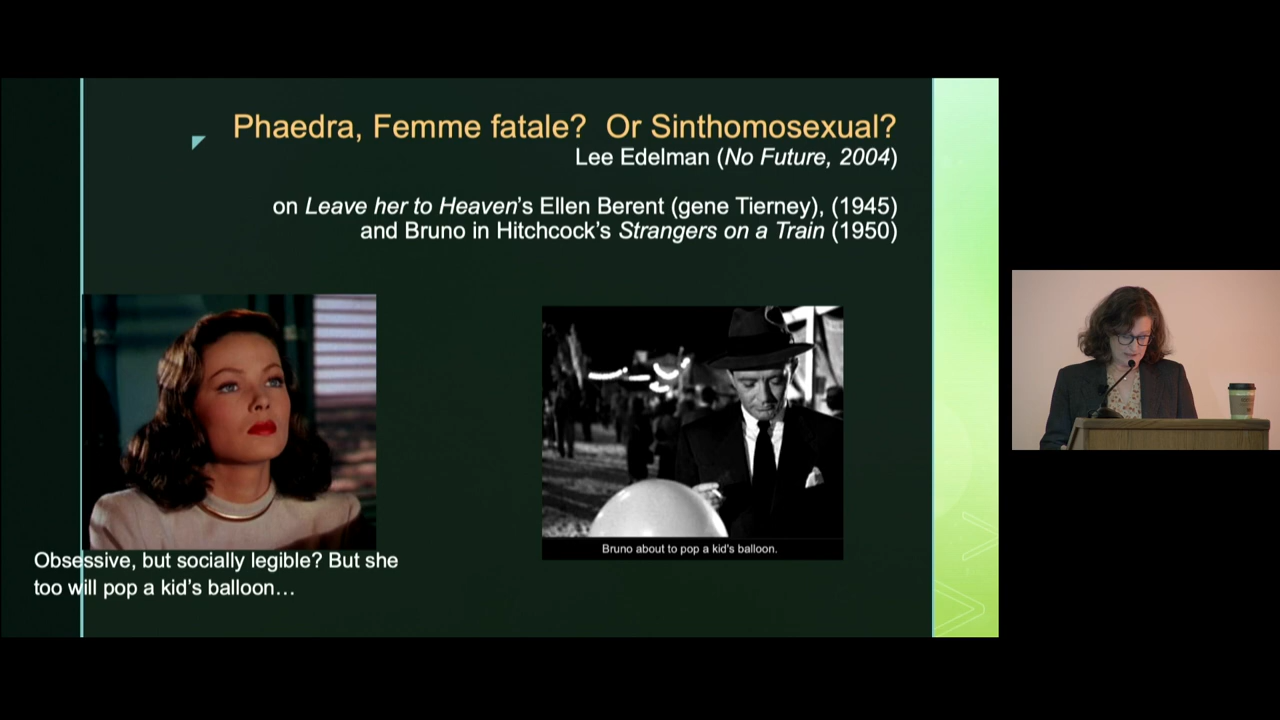 Phaedra, Femme fatale?  Or Sinthomosexual?
Lee Edelman (No Future, 2004)
on Leave her to Heaven's Ellen Berent (gene Tierney), (1945)
and Bruno in Hitchcock's Strangers on a Train (1950)
Bruno about to pop a kid's balloon.
Obsessive, but socially legible? But she
too will pop a kid's balloon…